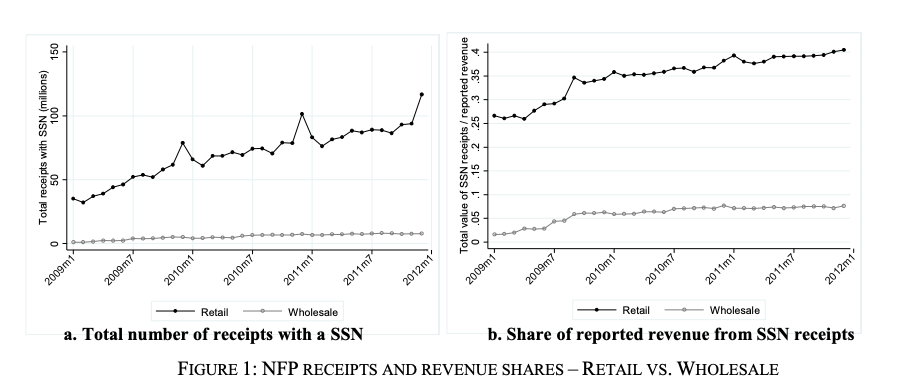 Total receipts with SSN (millions)
150
100
50
0
2009m1
2009m7
2010m1
2010m7
2011m1
2011m7
2012m1
Retail
Wholesale
a. Total number of receipts with a SSN
Total value of SSN receipts / reported revenue
.4
.35
.3
.25
.2
.15
.1
.05
0
2009m1
2009m7
2010m1
2010m7
2011m1
2011m7
2012m1
Retail
Wholesale
b. Share of reported revenue from SSN receipts
FIGURE 1: NFP RECEIPTS AND REVENUE SHARES – RETAIL VS. WHOLESALE